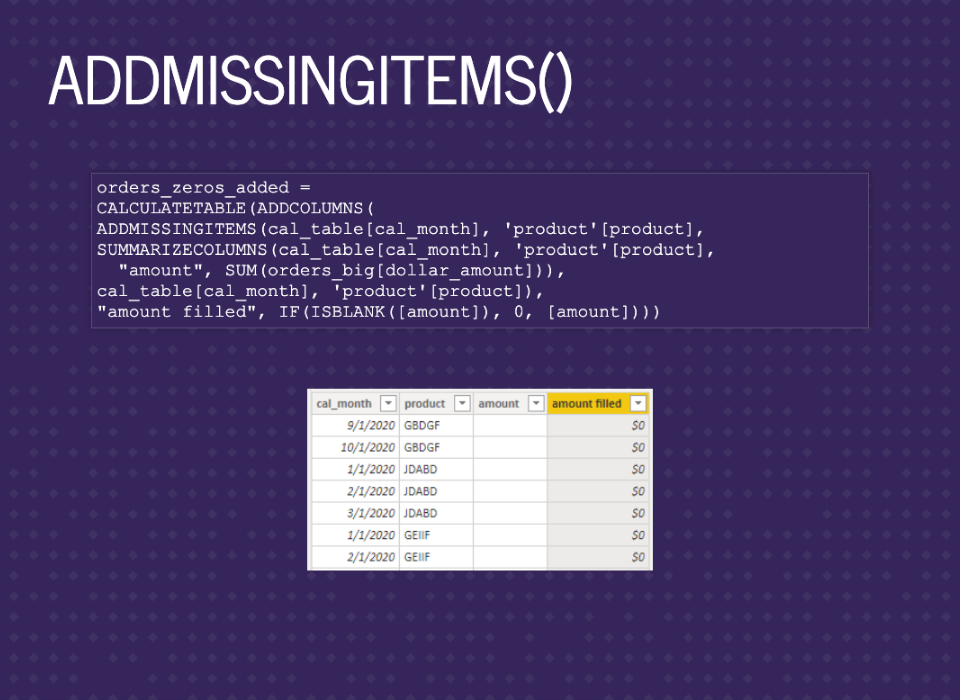 ADDMISSINGITEMS()
orders_zeros_added =
CALCULATETABLE(ADDCOLUMNS(
ADDMISSINGITEMS(cal_table[cal_month], 'product'[product],
SUMMARIZECOLUMNS(cal_table[cal_month], 'product'[product],
"amount", SUM(orders_big[dollar_amount])),
cal_table[cal_month], 'product'[product]),
"amount filled", IF(ISBLANK([amount]), 0, [amount])))
cal_month product amount amount filled
9/1/2020 GBDGF $0
10/1/2020 GBDGF $0
1/1/2020 JDABD $0
2/1/2020 JDABD $0
3/1/2020 JDABD $0
1/1/2020 GEIIF $0
2/1/2020 GEIIF $0